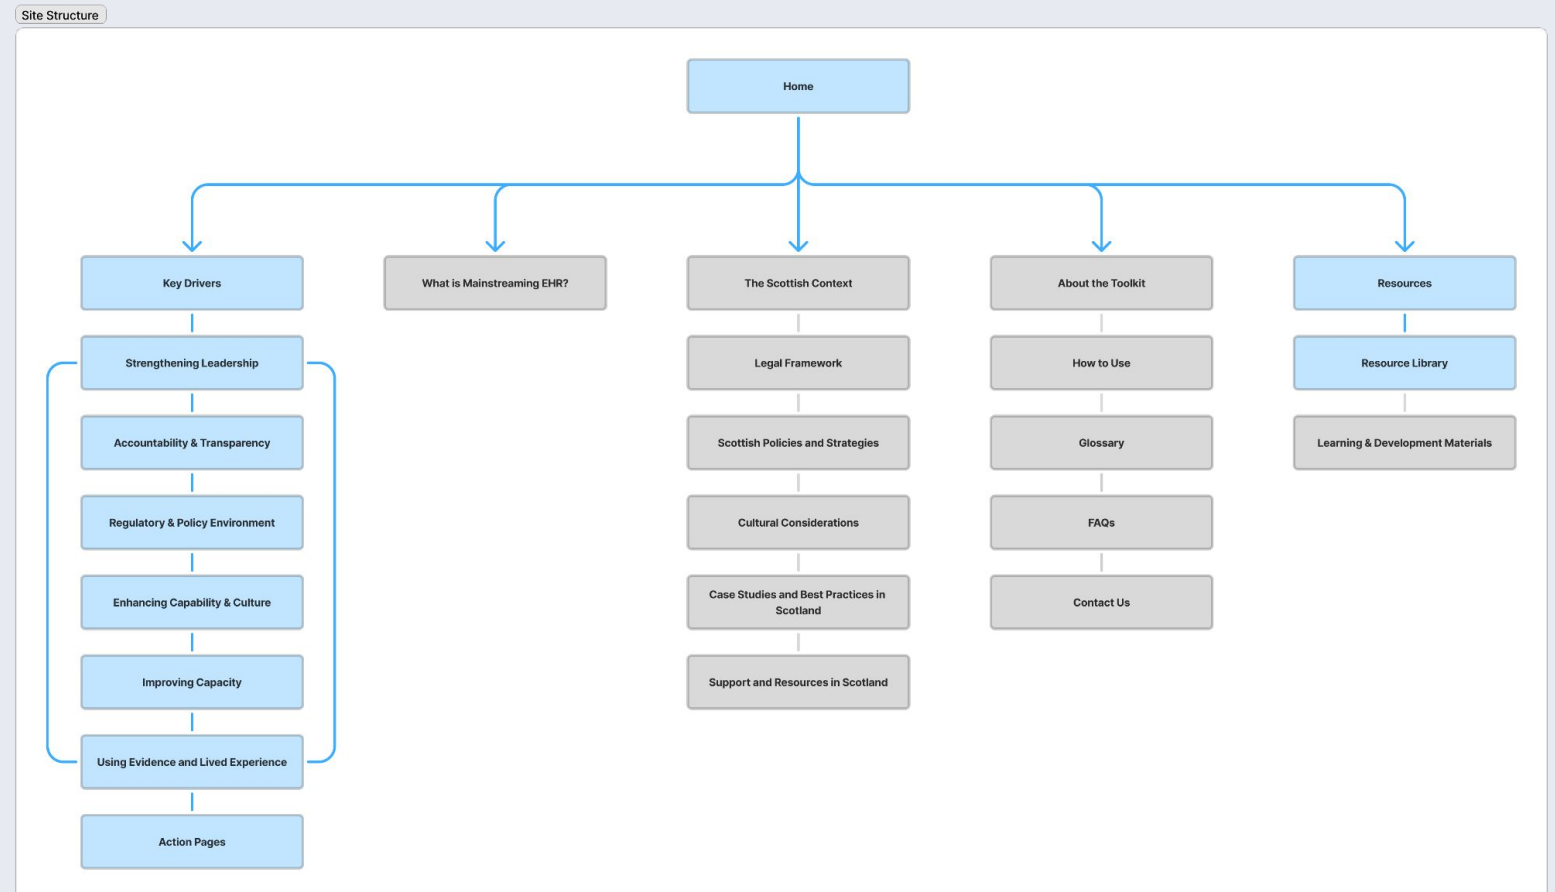 Site Structure
Home
Key Drivers
What is Mainstreaming EHR?
The Scottish Context
About the Toolkit
Resources
Strengthening Leadership
Legal Framework
How to Use
Resource Library
Accountability & Transparency
Scottish Policies and Strategies
Glossary
Learning & Development Materials
Regulatory & Policy Environment
Cultural Considerations
FAQs
Enhancing Capability & Culture
Case Studies and Best Practices in
Scotland
Contact Us
Improving Capacity
Support and Resources in Scotland
Using Evidence and Lived Experience
Action Pages